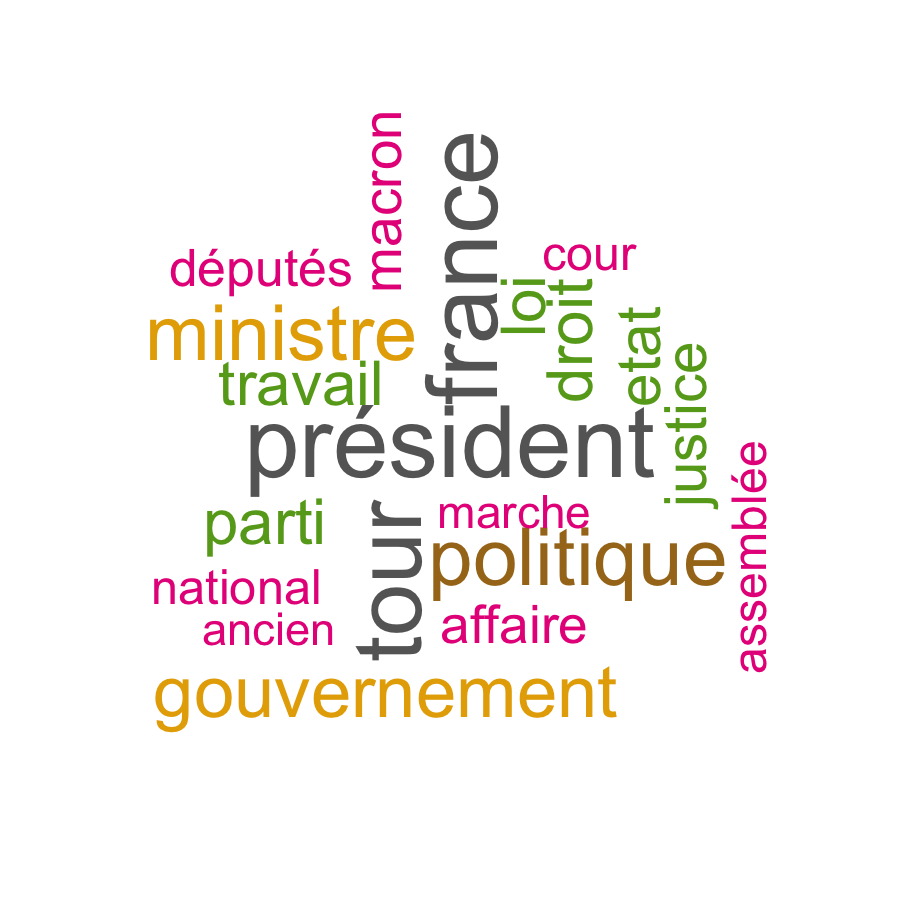 macron
france
députés
cour
ministre
loi
droit
etat
travail
justice
président
assemblée
parti
tour
marche
politique
national
ancien
affaire
gouvernement